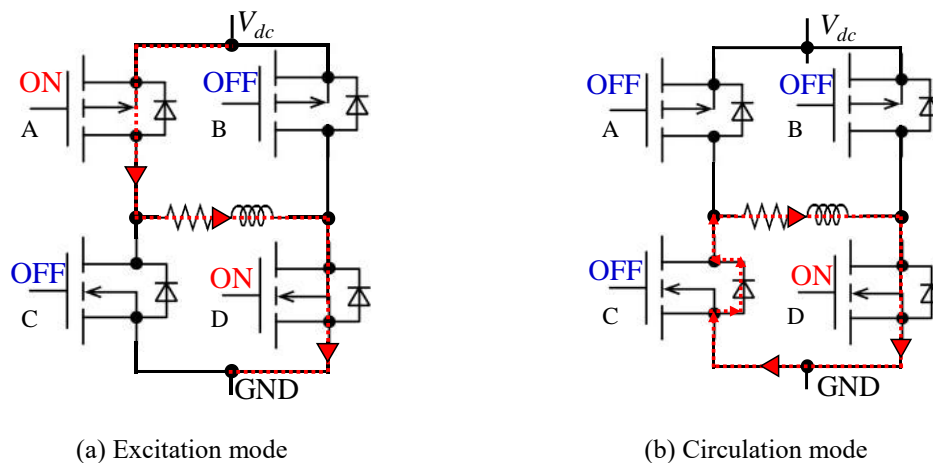 V_dc
ON
OFF
A
B
OFF
ON
C
D
GND
(a) Excitation mode
V_dc
OFF
OFF
A
B
OFF
ON
C
D
GND
(b) Circulation mode